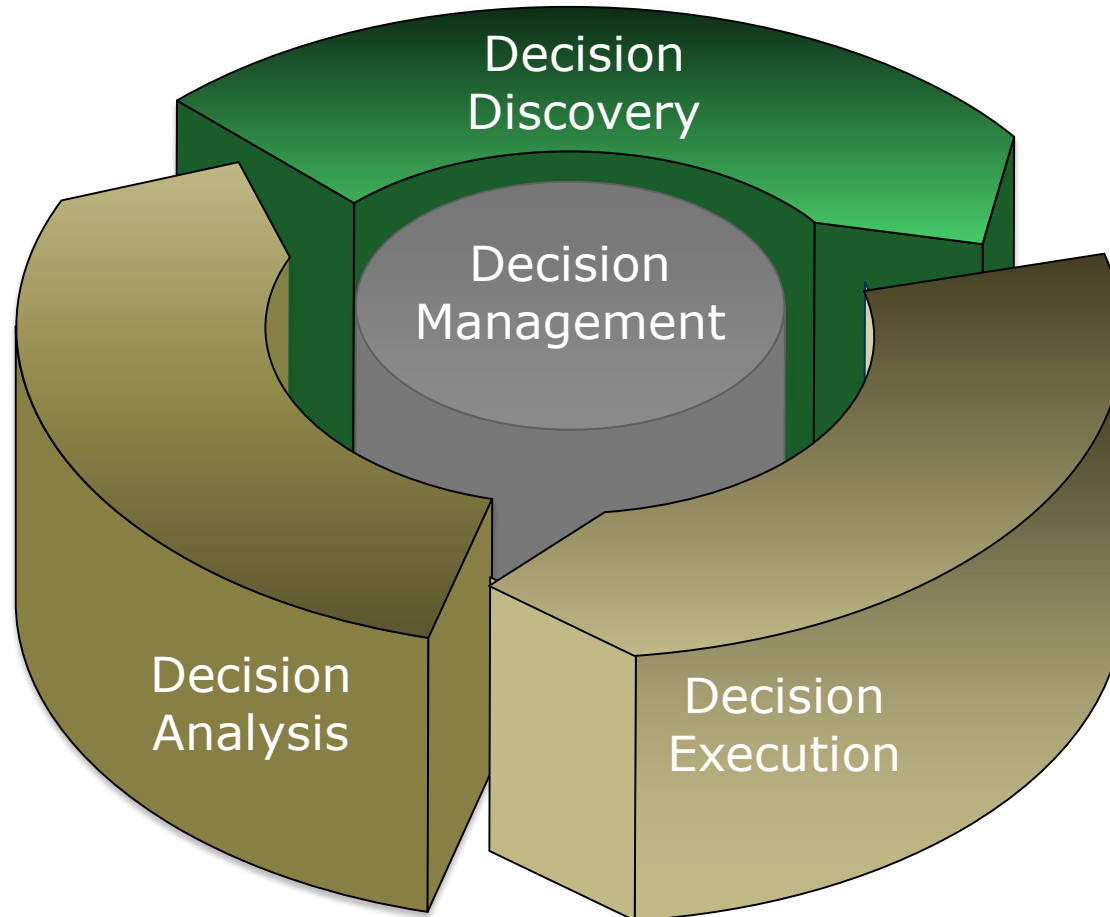 Decision
Discovery
Decision
Management
Decision
Analysis
Decision
Execution